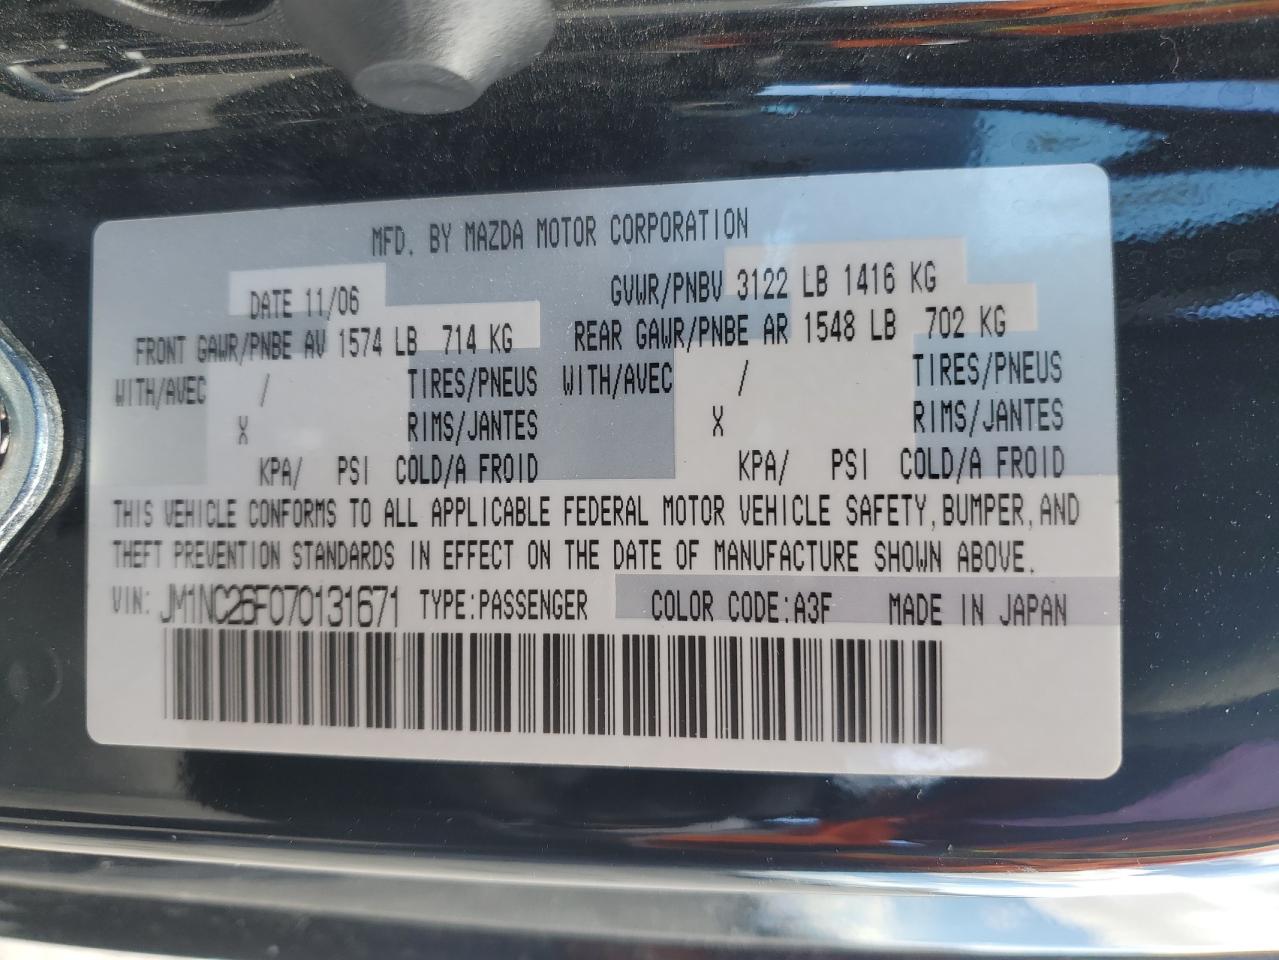 MFD. BY MAZDA MOTOR CORPORATION
DATE 11/06 GVWR/PNBV 3122 LB 1416 KG
FRONT GAWR/PNBE AV 1574 LB 714 KG REAR GAWR/PNBE AR 1548 LB 702 KG
WITH/AVEC / TIRES/PNEUS WITH/AVEC / TIRES/PNEUS
X RIMS/JANTES X RIMS/JANTES
KPA/ PSI COLD/A FROID KPA/ PSI COLD/A FROID
THIS VEHICLE CONFORMS TO ALL APPLICABLE FEDERAL MOTOR VEHICLE SAFETY, BUMPER, AND
THEFT PREVENTION STANDARDS IN EFFECT ON THE DATE OF MANUFACTURE SHOWN ABOVE.
VIN: JM1NC26F070131671 TYPE:PASSENGER COLOR CODE:A3F MADE IN JAPAN